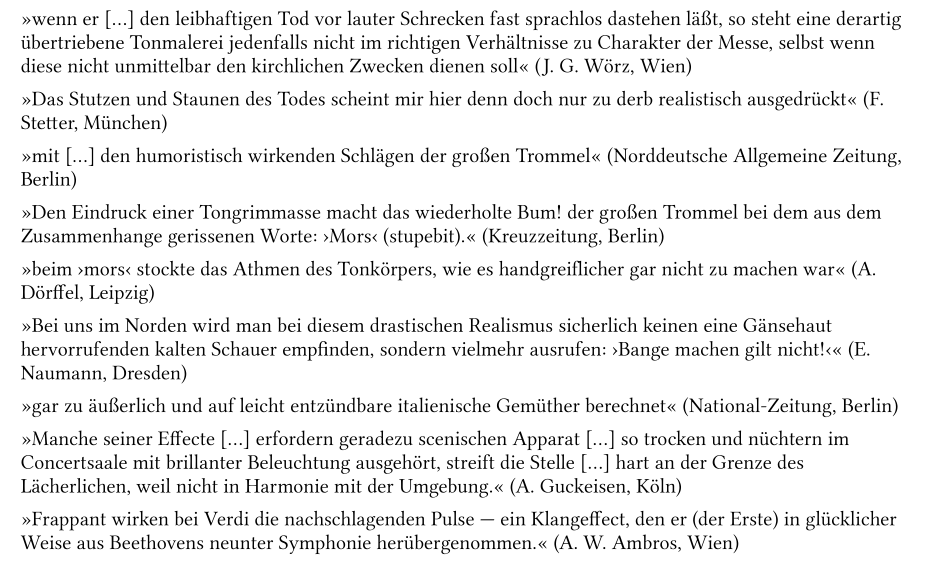 »wenn er […] den leibhaftigen Tod vor lauter Schrecken fast sprachlos dastehen läßt, so steht eine derartig
übertriebene Tonmalerei jedenfalls nicht im richtigen Verhältnisse zu Charakter der Messe, selbst wenn
diese nicht unmittelbar den kirchlichen Zwecken dienen soll« (J. G. Wörz, Wien)
»Das Stutzen und Staunen des Todes scheint mir hier denn doch nur zu derb realistisch ausgedrückt« (F.
Stetter, München)
»mit […] den humoristisch wirkenden Schlägen der großen Trommel« (Norddeutsche Allgemeine Zeitung,
Berlin)
»Den Eindruck einer Tongrimmasse macht das wiederholte Bum! der großen Trommel bei dem aus dem
Zusammenhange gerissenen Worte: ›Mors‹ (stupebit).« (Kreuzzeitung, Berlin)
»beim ›mors‹ stockte das Athmen des Tonkörpers, wie es handgreiflicher gar nicht zu machen war« (A.
Dörffel, Leipzig)
»Bei uns im Norden wird man bei diesem drastischen Realismus sicherlich keinen eine Gänsehaut
hervorrufenden kalten Schauer empfinden, sondern vielmehr ausrufen: ›Bange machen gilt nicht!‹« (E.
Naumann, Dresden)
»gar zu äußerlich und auf leicht entzündbare italienische Gemüther berechnet« (National-Zeitung, Berlin)
»Manche seiner Effecte […] erfordern geradezu scenischen Apparat […] so trocken und nüchtern im
Concertsaale mit brillanter Beleuchtung ausgehört, streift die Stelle […] hart an der Grenze des
Lächerlichen, weil nicht in Harmonie mit der Umgebung.« (A. Guckeisen, Köln)
»Frappant wirken bei Verdi die nachschlagenden Pulse — ein Klangeffect, den er (der Erste) in glücklicher
Weise aus Beethovens neunter Symphonie herübergenommen.« (A. W. Ambros, Wien)